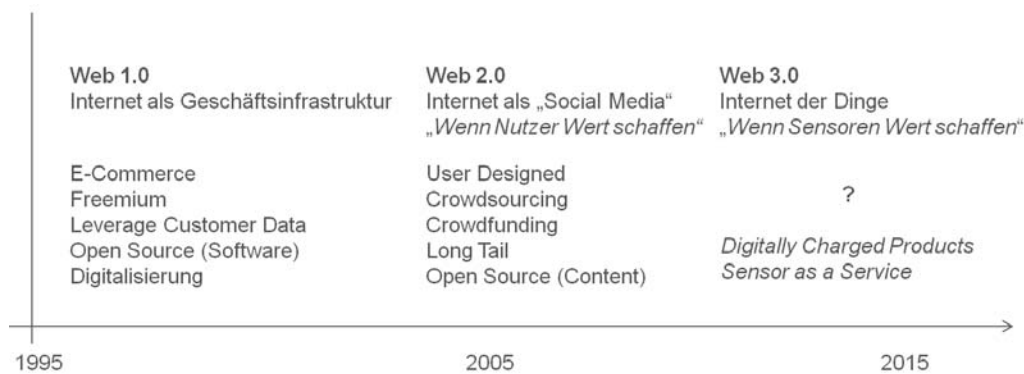 Web 1.0
Internet als Geschäftsinfrastruktur
E-Commerce
Freemium
Leverage Customer Data
Open Source (Software)
Digitalisierung
Web 2.0
Internet als „Social Media“
„Wenn Nutzer Wert schaffen“
User Designed
Crowdsourcing
Crowdfunding
Long Tail
Open Source (Content)
Web 3.0
Internet der Dinge
„Wenn Sensoren Wert schaffen“
?
Digitally Charged Products
Sensor as a Service
1995
2005
2015